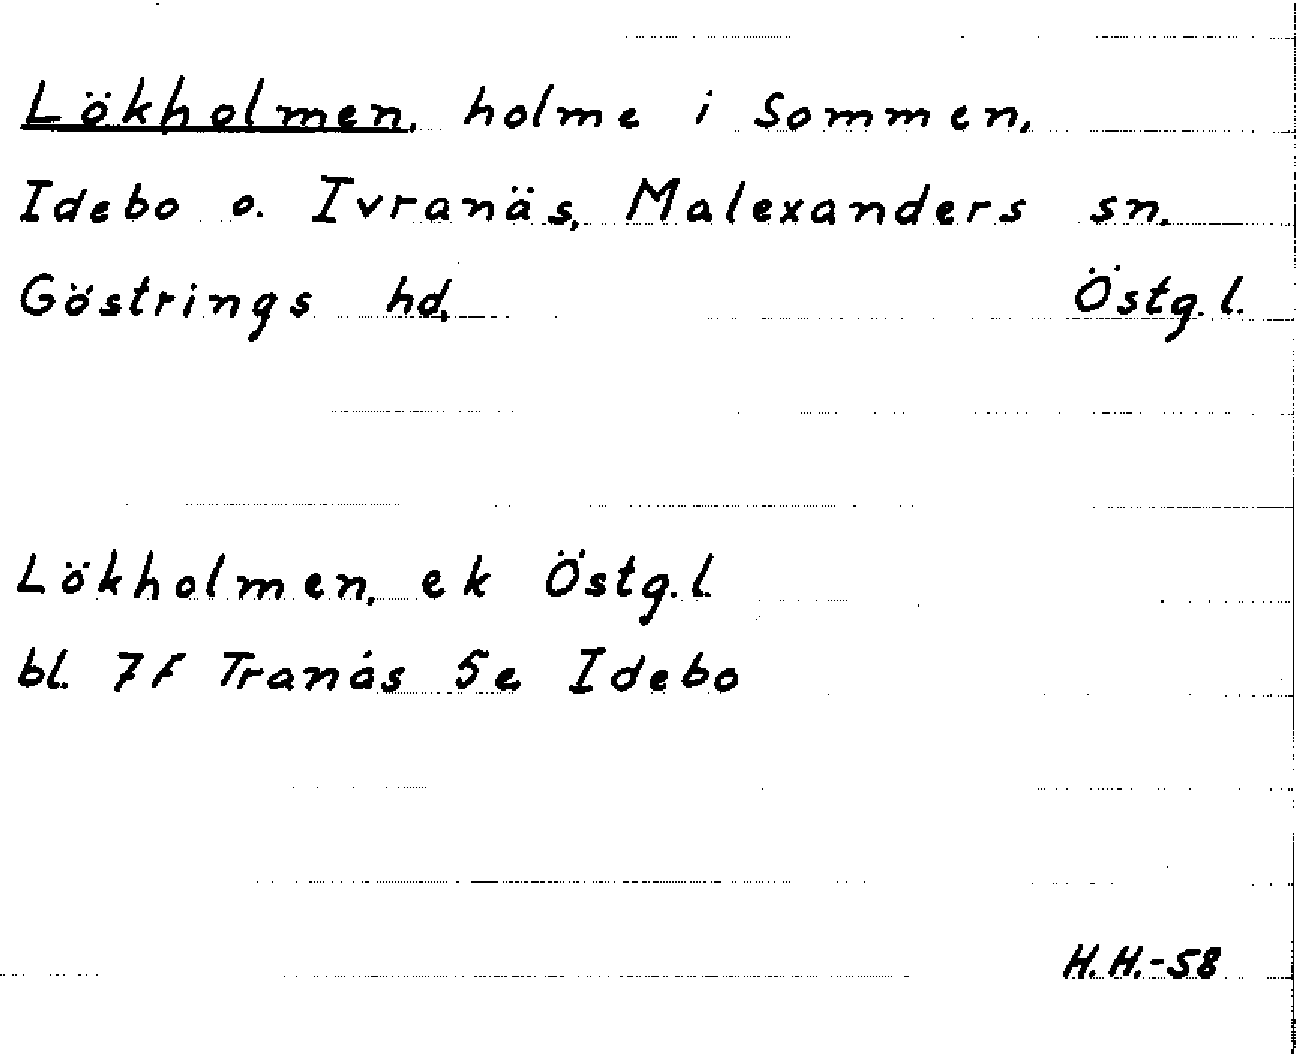 Lökholmen, holme i Sommen,
Idebo o. Ivranäs, Malexanders sn.
Göstrings hd, Östg. l.
Lökholmen, ek Östg. l.
bl. 7f Tranås 5e Idebo
H. H.-58